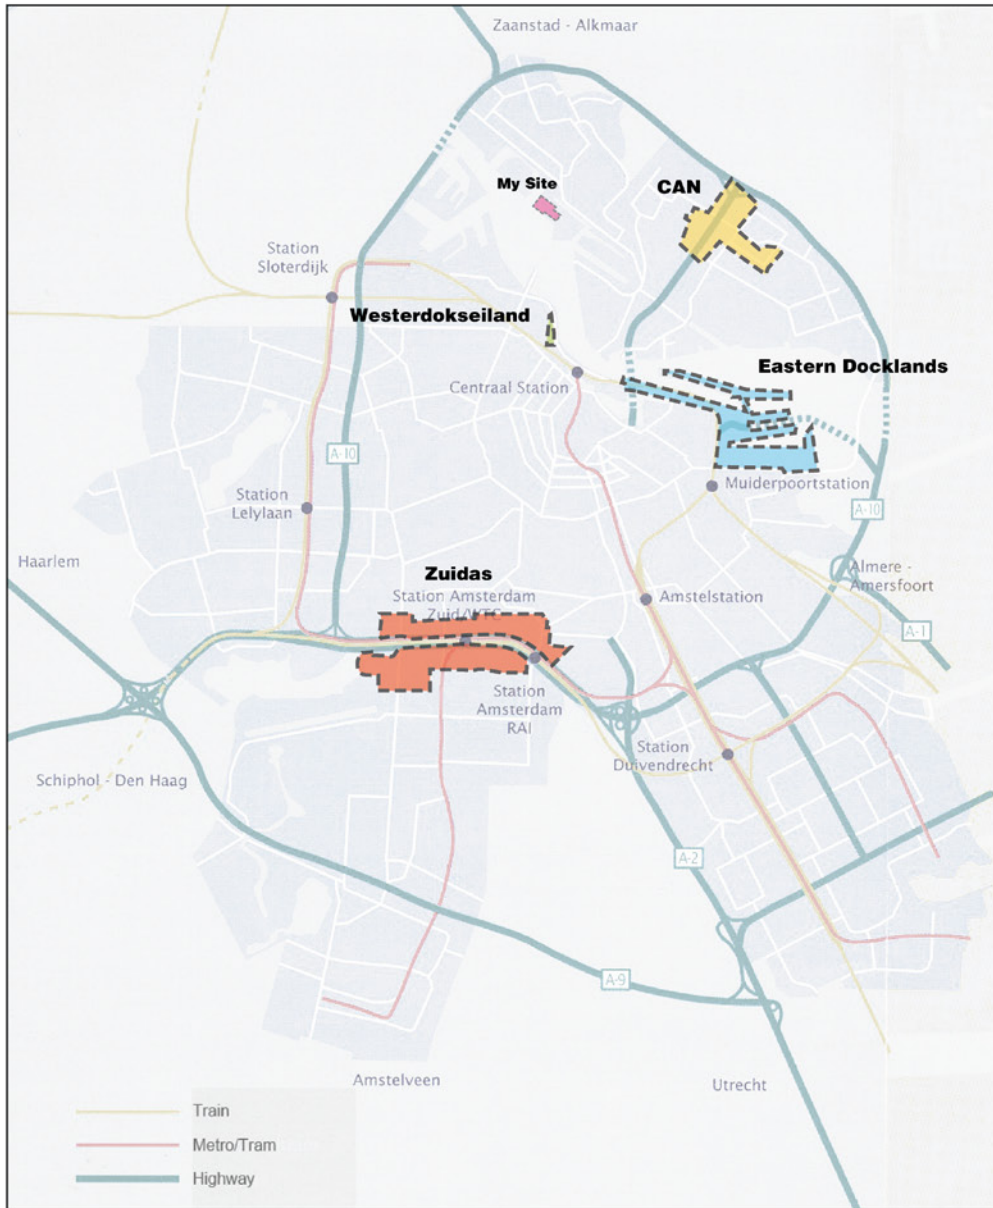 Zaanstad - Alkmaar
My Site
CAN
Station
Sloterdijk
Westerdokseiland
Eastern Docklands
Centraal Station
A-10
Muiderpoortstation
Station
Lelylaan
A-10
Haarlem
Almere -
Amersfoort
Zuidas
Station Amsterdam
Zuid/WTC
Amstelstation
A-1
Station
Amsterdam
RAI
Station
Duivendrecht
Schiphol - Den Haag
A-2
A-9
Amstelveen
Utrecht
Train
Metro/Tram
Highway